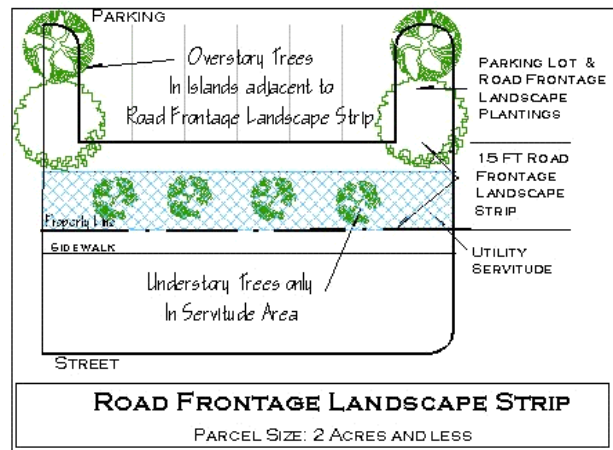 PARKING
Overstory Trees
In Islands adjacent to
Road Frontage Landscape Strip
PARKING LOT &
ROAD FRONTAGE
LANDSCAPE
PLANTINGS
15 FT ROAD
FRONTAGE
LANDSCAPE
STRIP
Property Line
SIDEWALK
UTILITY
SERVITUDE
Understory Trees only
In Servitude Area
STREET
ROAD FRONTAGE LANDSCAPE STRIP
PARCEL SIZE: 2 ACRES AND LESS